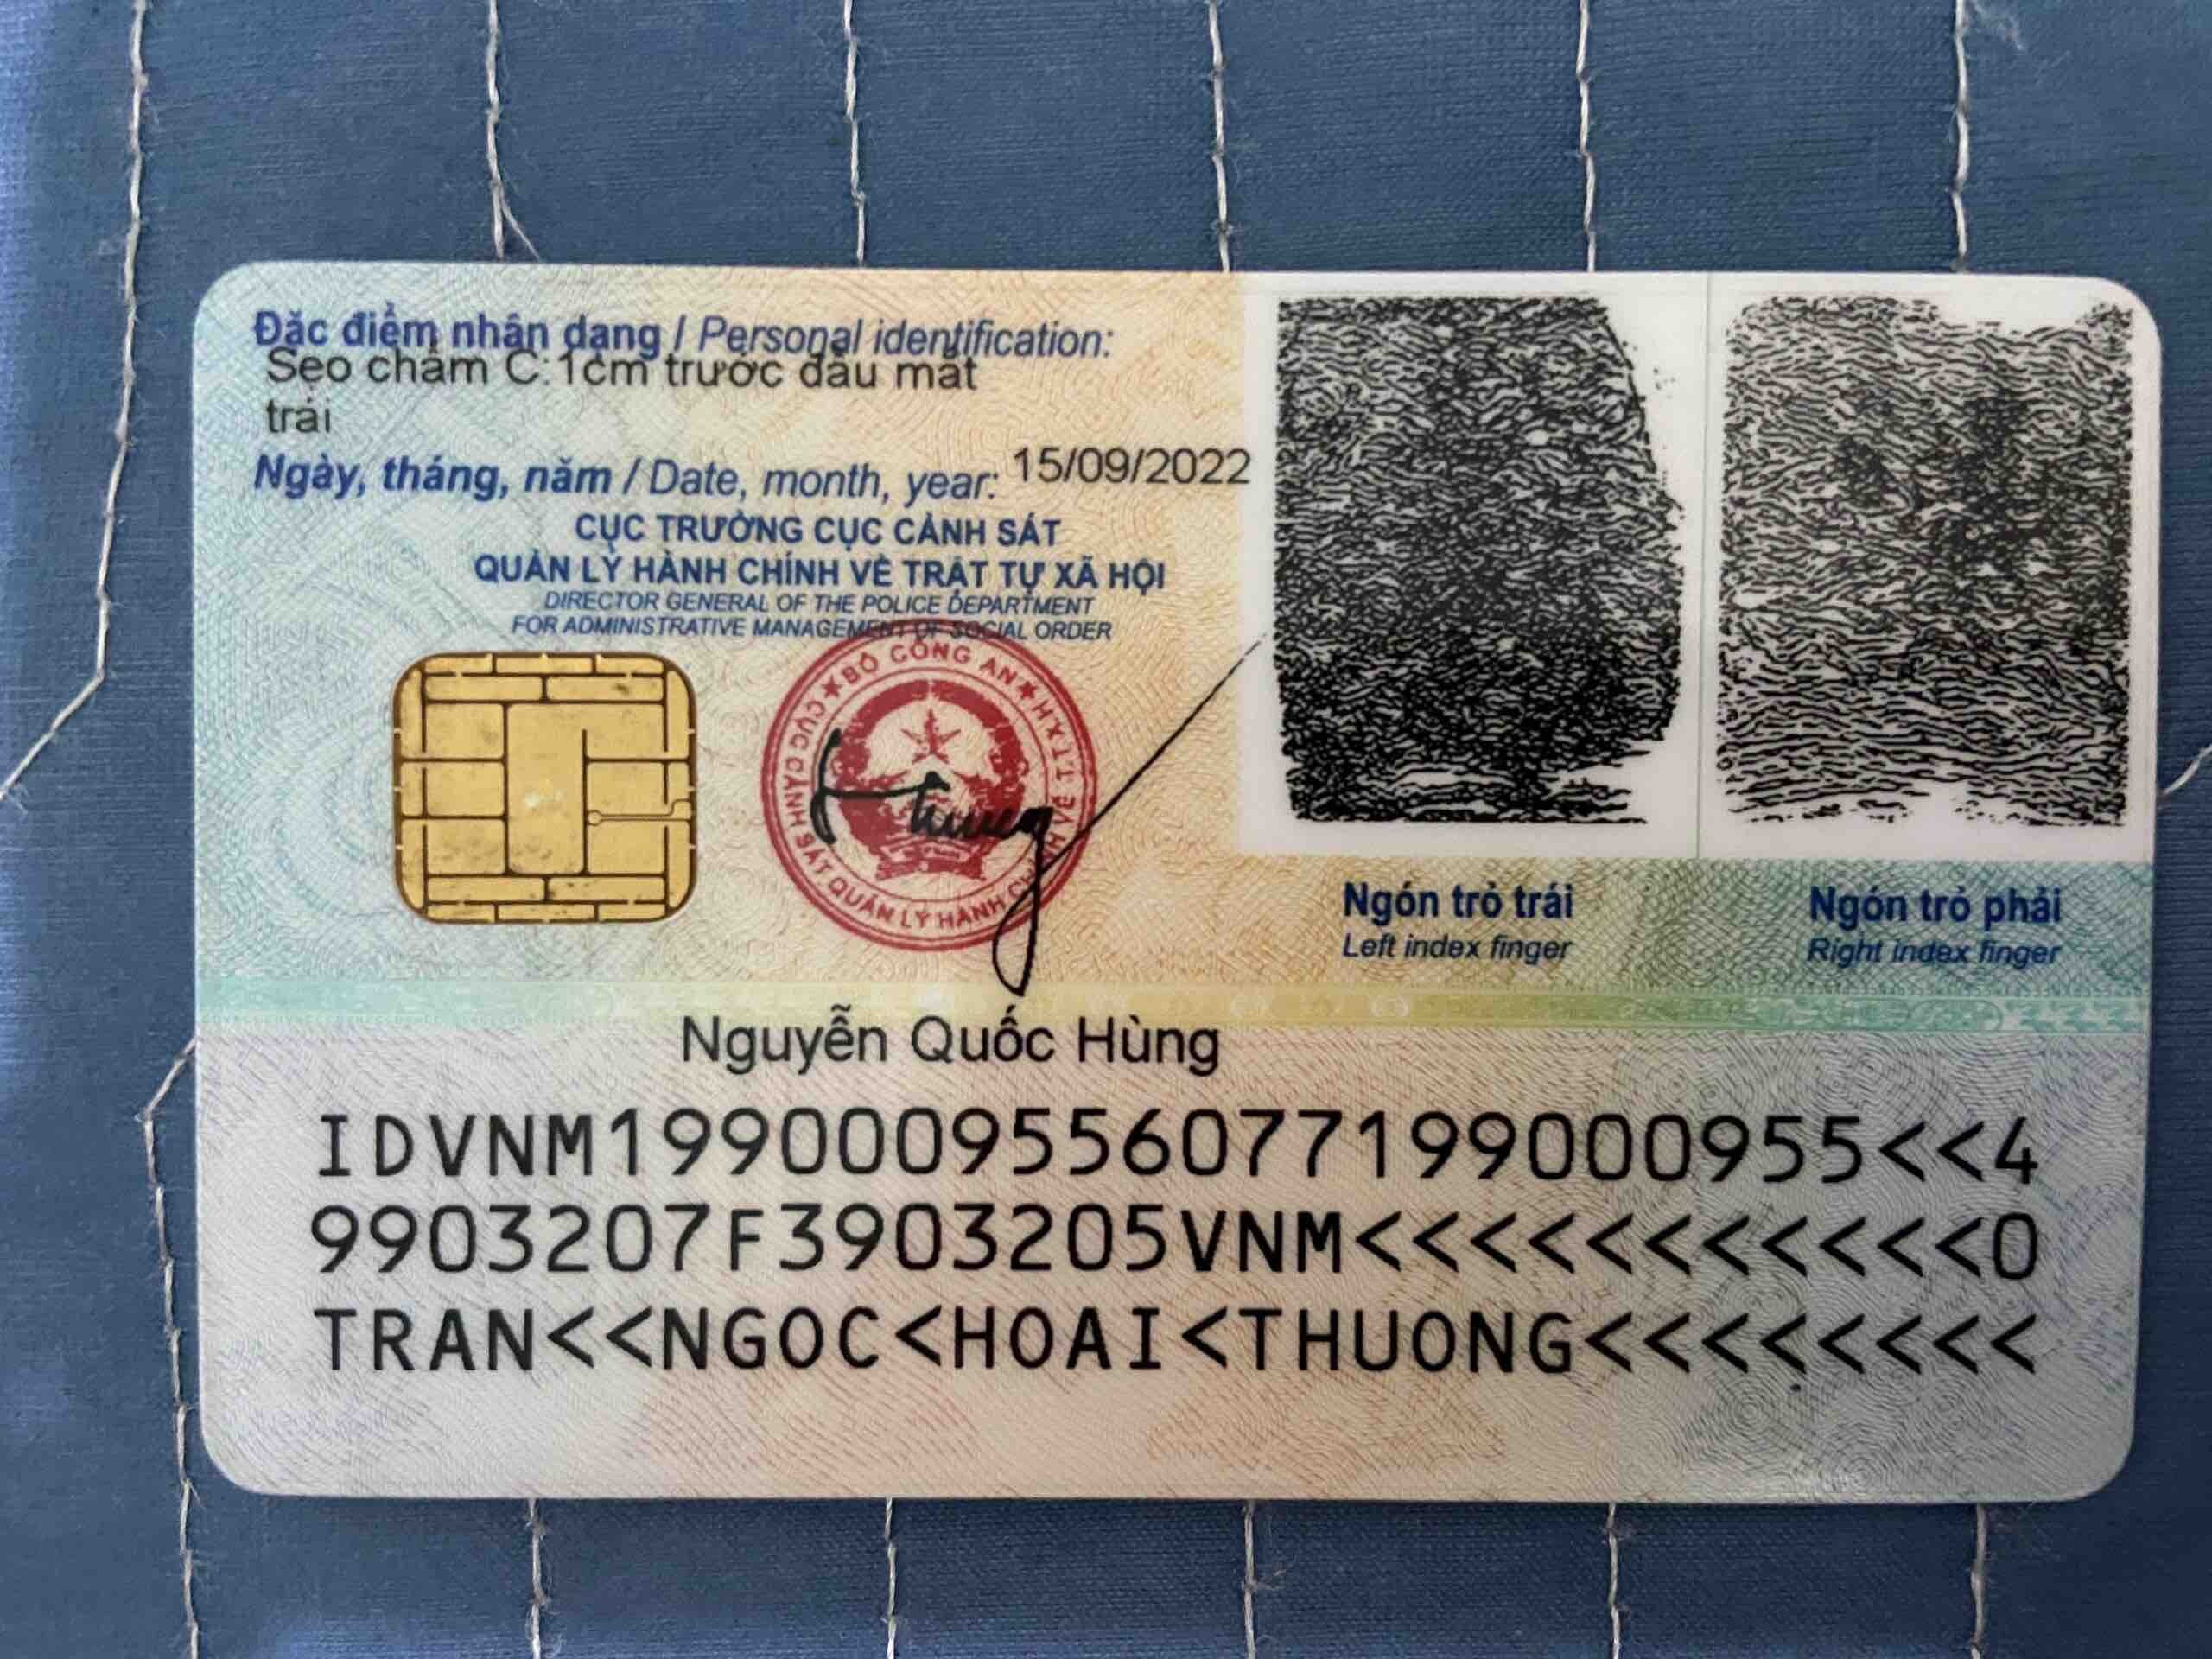 Đặc điểm nhân dạng / Personal identification:
Sẹo chấm C:1cm trước đầu mắt
trái
Ngày, tháng, năm / Date, month, year: 15/09/2022
CỤC TRƯỞNG CỤC CẢNH SÁT
QUẢN LÝ HÀNH CHÍNH VỀ TRẬT TỰ XÃ HỘI
DIRECTOR GENERAL OF THE POLICE DEPARTMENT
FOR ADMINISTRATIVE MANAGEMENT OF SOCIAL ORDER
BỘ CÔNG AN
CỤC CẢNH SÁT QUẢN LÝ HÀNH CHÍNH VỀ TTXH
Ngón trỏ trái
Left index finger
Ngón trỏ phải
Right index finger
Nguyễn Quốc Hùng
IDVNM1990009556077199000955<<4
9903207F3903205VNM<<<<<<<<<<<0
TRAN<<NGOC<HOAI<THUONG<<<<<<<<